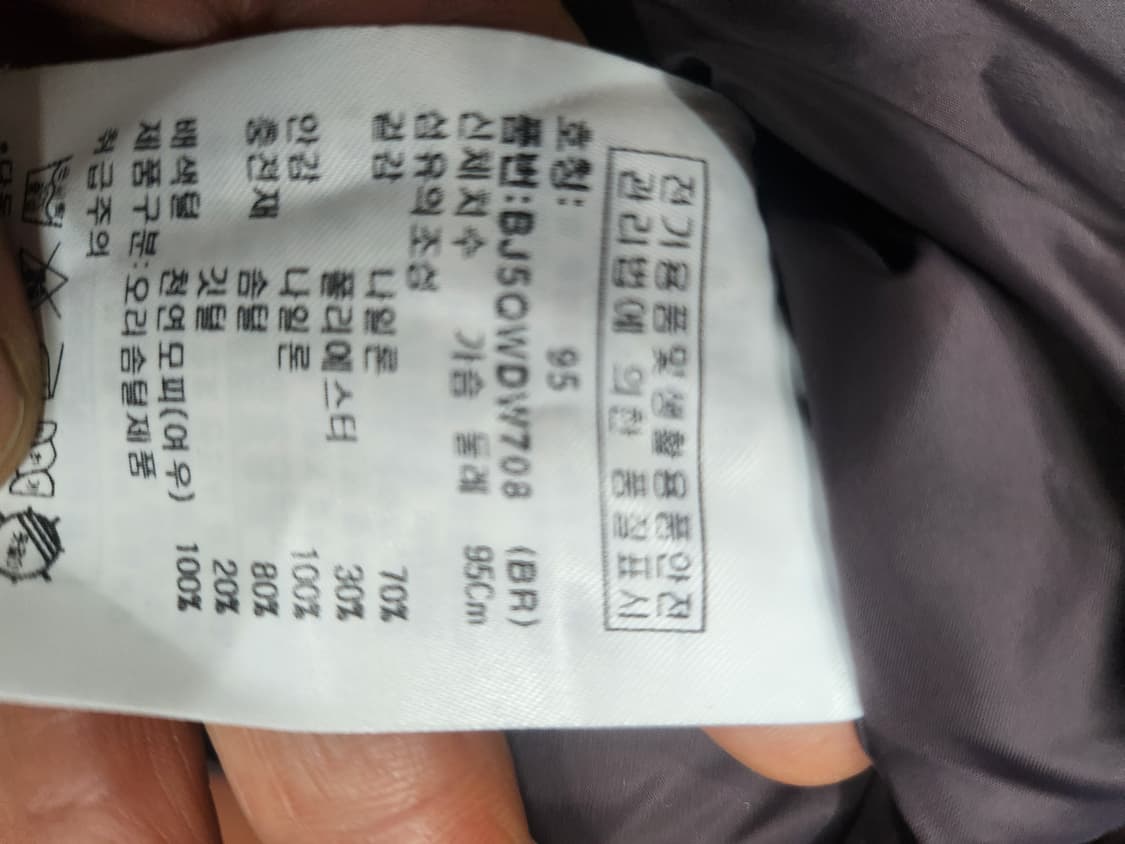 전기용품및생활용품안전
관리법에 의한 품질표시
호칭: 95
품번:BJ5OWDW708 (BR)
신체치수 가슴 둘레 95Cm
섬유의조성
겉감 나일론 70%
폴리에스터 30%
안감 나일론 100%
충전재 솜털 80%
깃털 20%
배색털 천연모피(여우) 100%
제품구분:오리솜털제품
취급주의